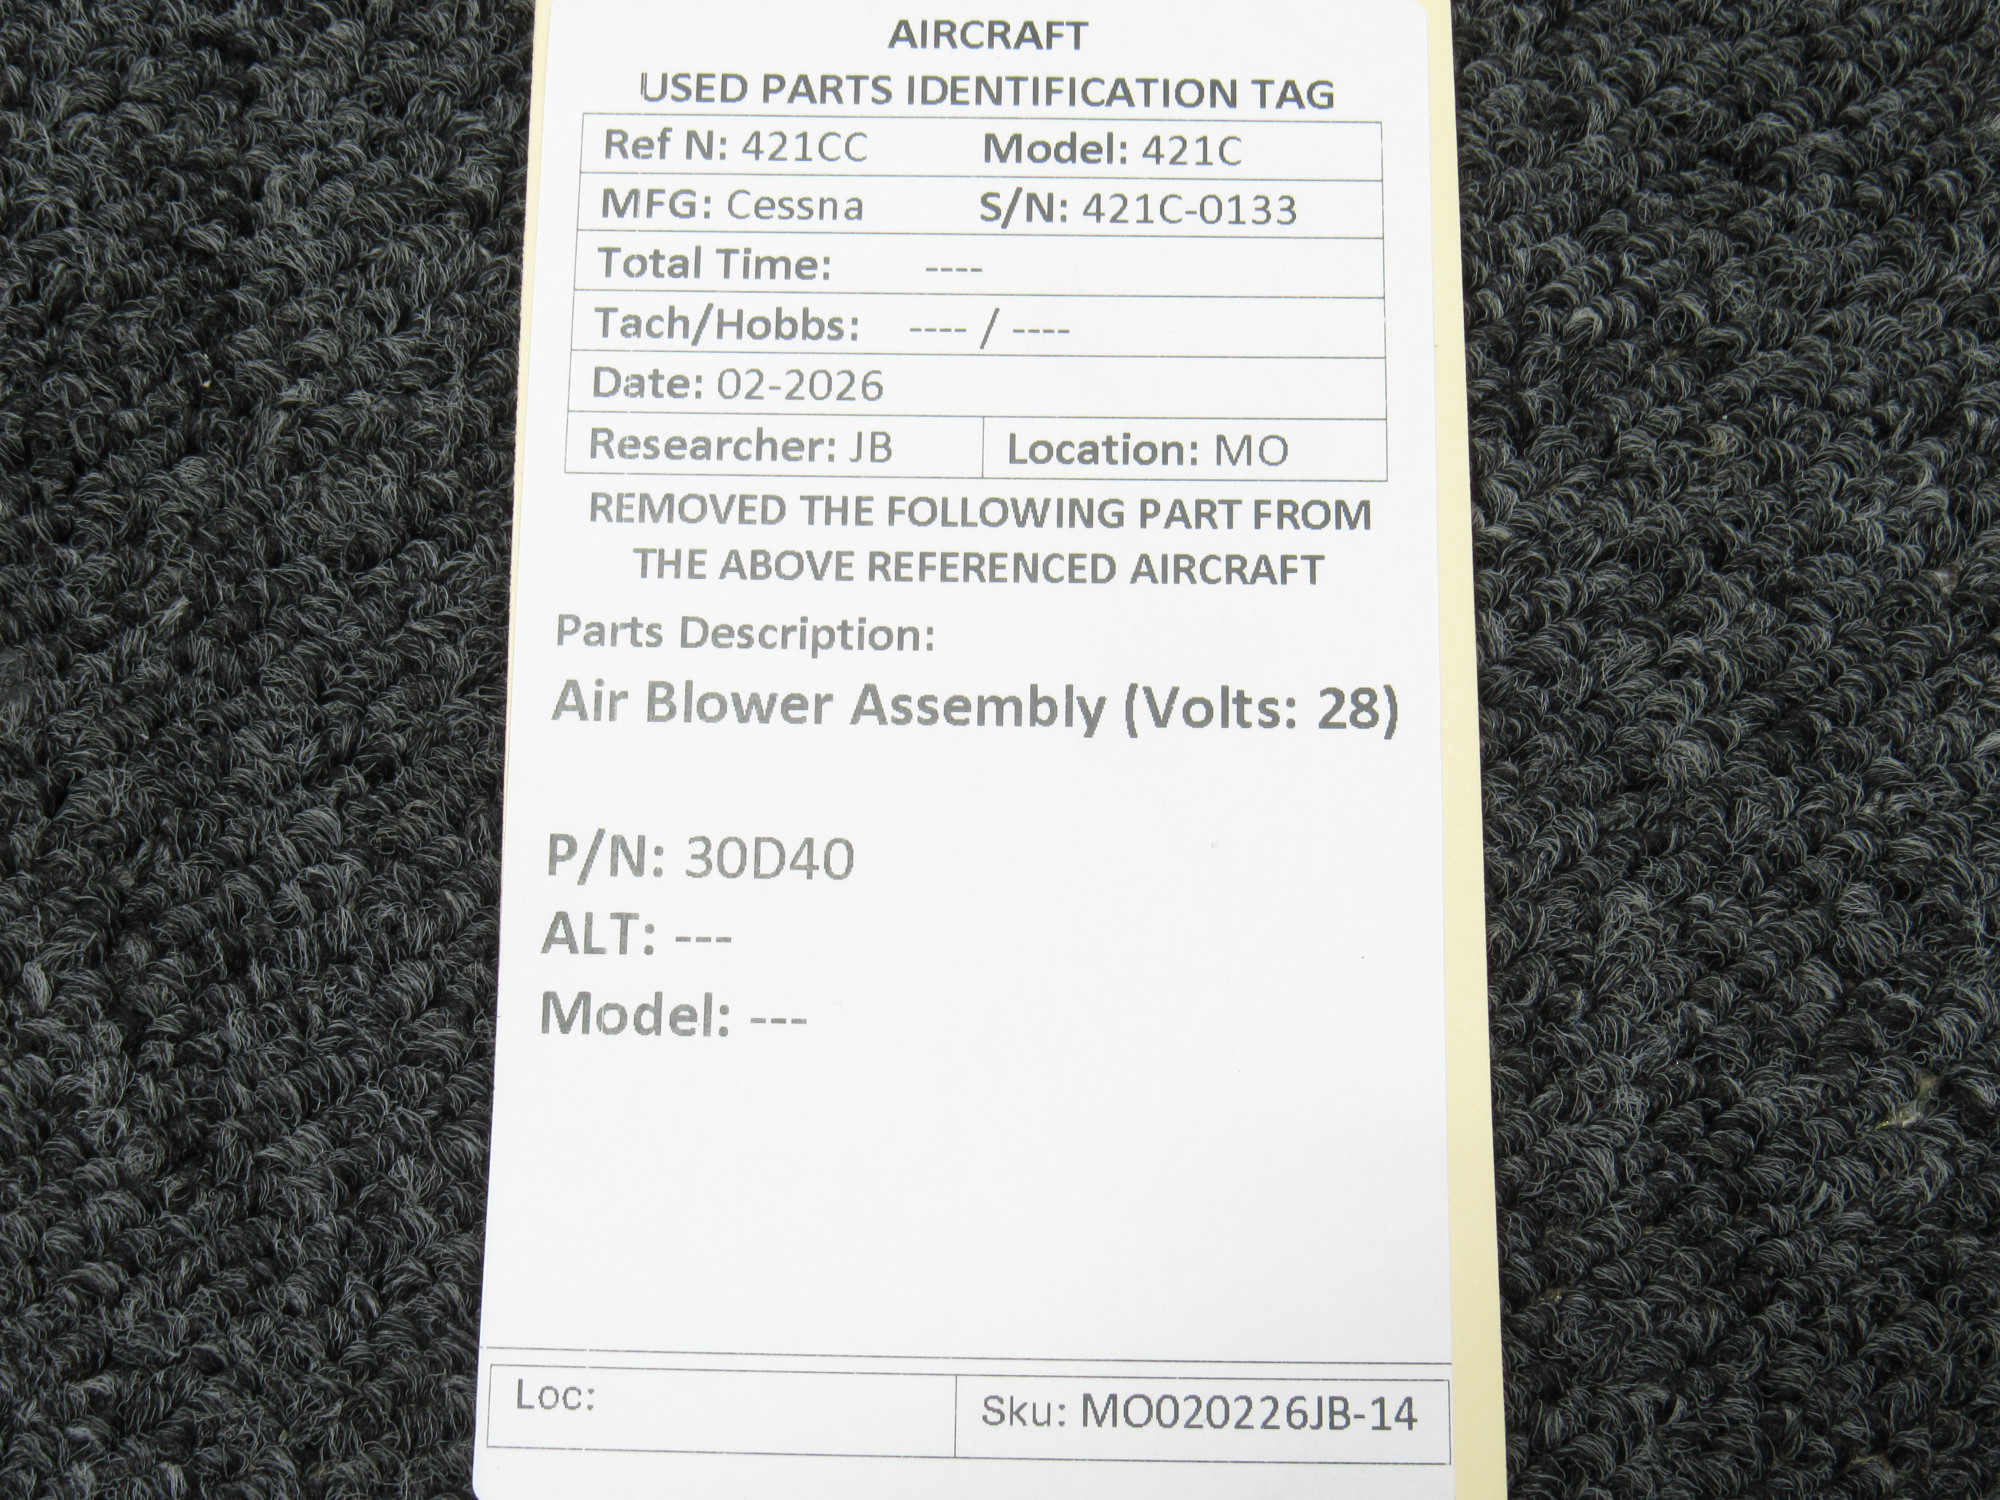 AIRCRAFT
USED PARTS IDENTIFICATION TAG
Ref N: 421CC Model: 421C
MFG: Cessna S/N: 421C-0133
Total Time: ----
Tach/Hobbs: ---- / ----
Date: 02-2026
Researcher: JB Location: MO
REMOVED THE FOLLOWING PART FROM
THE ABOVE REFERENCED AIRCRAFT
Parts Description:
Air Blower Assembly (Volts: 28)
P/N: 30D40
ALT: ---
Model: ---
Loc: Sku: MO020226JB-14